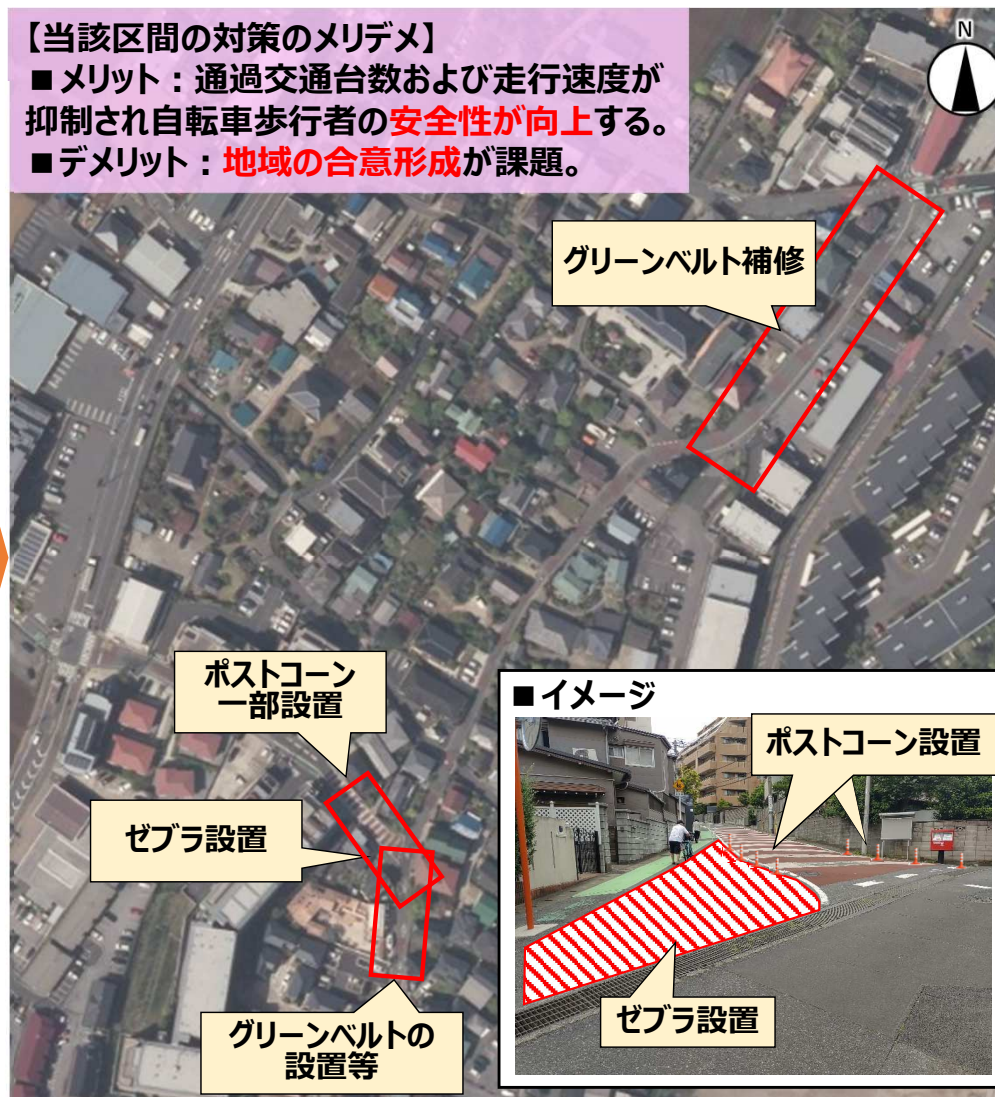 【当該区間の対策のメリデメ】
■メリット：通過交通台数および走行速度が
抑制され自転車歩行者の安全性が向上する。
■デメリット：地域の合意形成が課題。
N
グリーンベルト補修
ポストコーン
一部設置
ゼブラ設置
グリーンベルトの
設置等
■イメージ
ポストコーン設置
ゼブラ設置